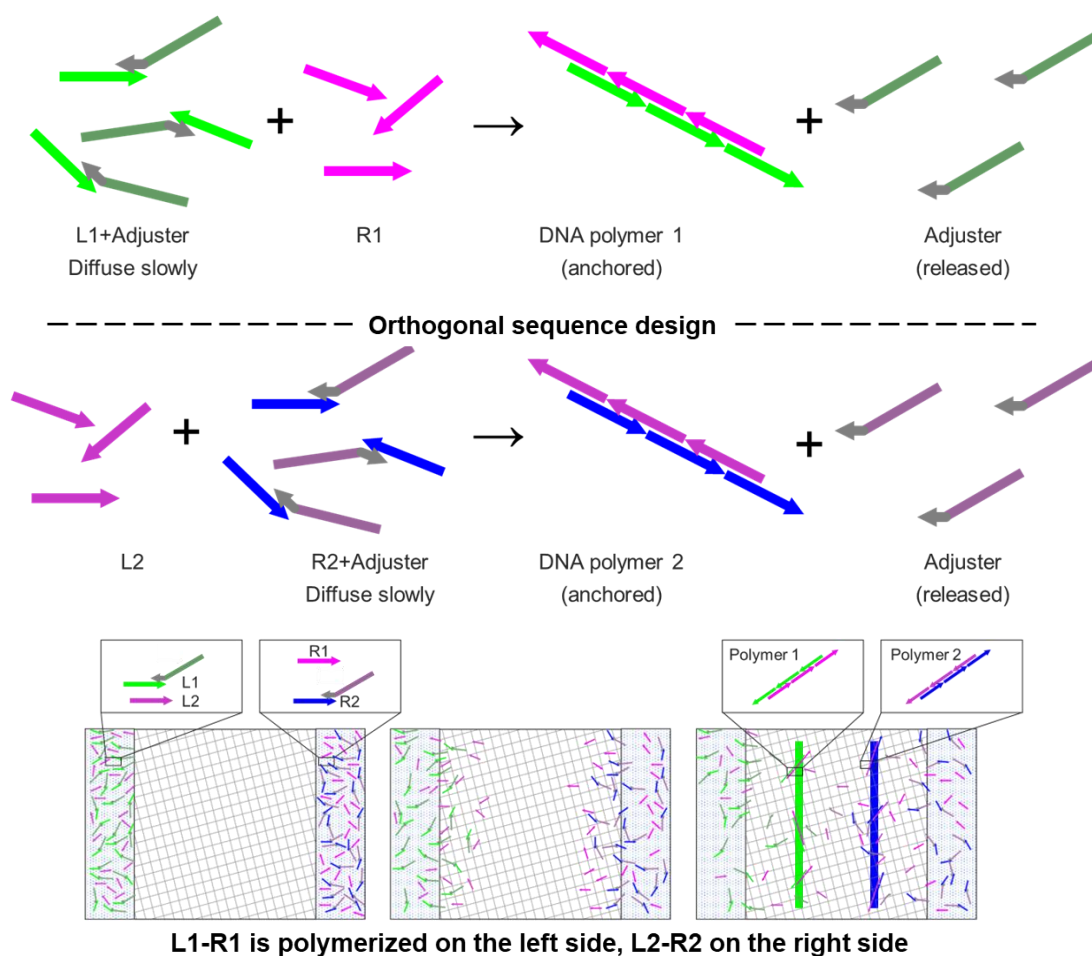 +
→
+
L1+Adjuster
Diffuse slowly
R1
DNA polymer 1
(anchored)
Adjuster
(released)
Orthogonal sequence design
+
→
+
L2
R2+Adjuster
Diffuse slowly
DNA polymer 2
(anchored)
Adjuster
(released)
L1
L2
R1
R2
Polymer 1
Polymer 2
L1-R1 is polymerized on the left side, L2-R2 on the right side